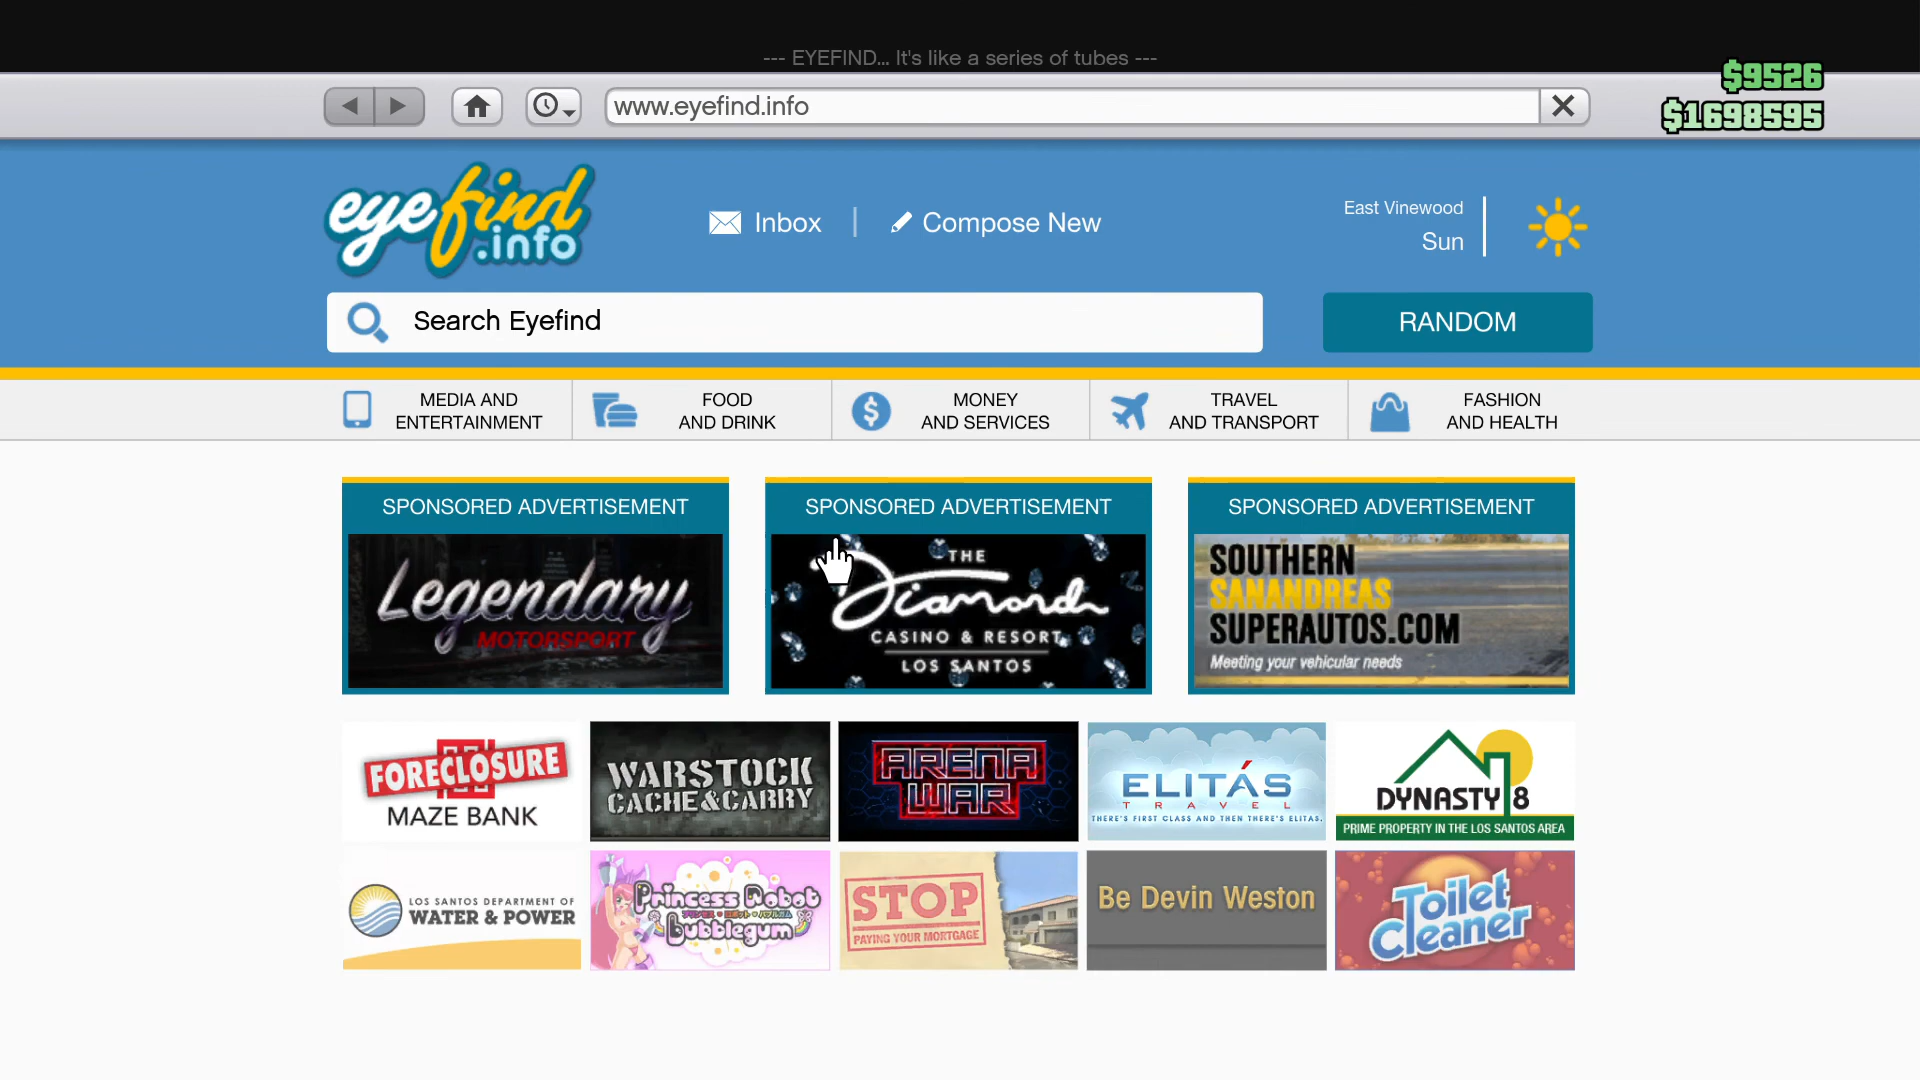 --- EYEFIND... It's like a series of tubes ---
$9526
www.eyefind.info
$1698595
eyefind
.info
Inbox
Compose New
East Vinewood
Sun
Search Eyefind
RANDOM
MEDIA AND
ENTERTAINMENT
FOOD
AND DRINK
MONEY
AND SERVICES
TRAVEL
AND TRANSPORT
FASHION
AND HEALTH
SPONSORED ADVERTISEMENT
Legendary
MOTORSPORT
SPONSORED ADVERTISEMENT
THE
Diamond
CASINO & RESORT
LOS SANTOS
SPONSORED ADVERTISEMENT
SOUTHERN
SANANDREAS
SUPERAUTOS.COM
Meeting your vehicular needs
FORECLOSURE
MAZE BANK
WARSTOCK
CACHE&CARRY
ARENA
WAR
ELITÁS
TRAVEL
THERE'S FIRST CLASS AND THEN THERE'S ELITAS.
DYNASTY 8
PRIME PROPERTY IN THE LOS SANTOS AREA
LOS SANTOS DEPARTMENT OF
WATER & POWER
Princess Robot
Bubblegum
STOP
PAYING YOUR MORTGAGE
Be Devin Weston
Toilet
Cleaner